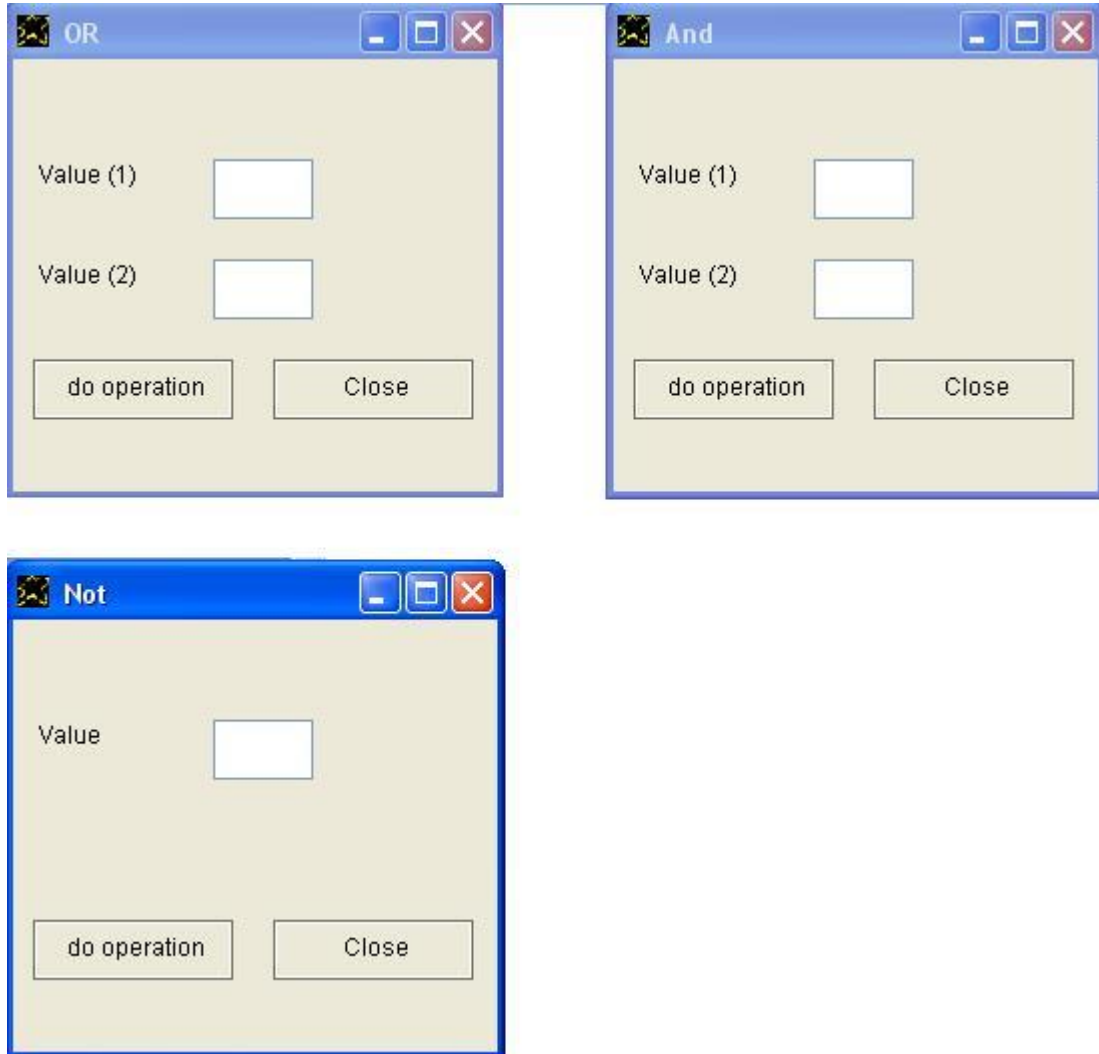 OR
Value (1)
Value (2)
do operation
Close
And
Value (1)
Value (2)
do operation
Close
Not
Value
do operation
Close